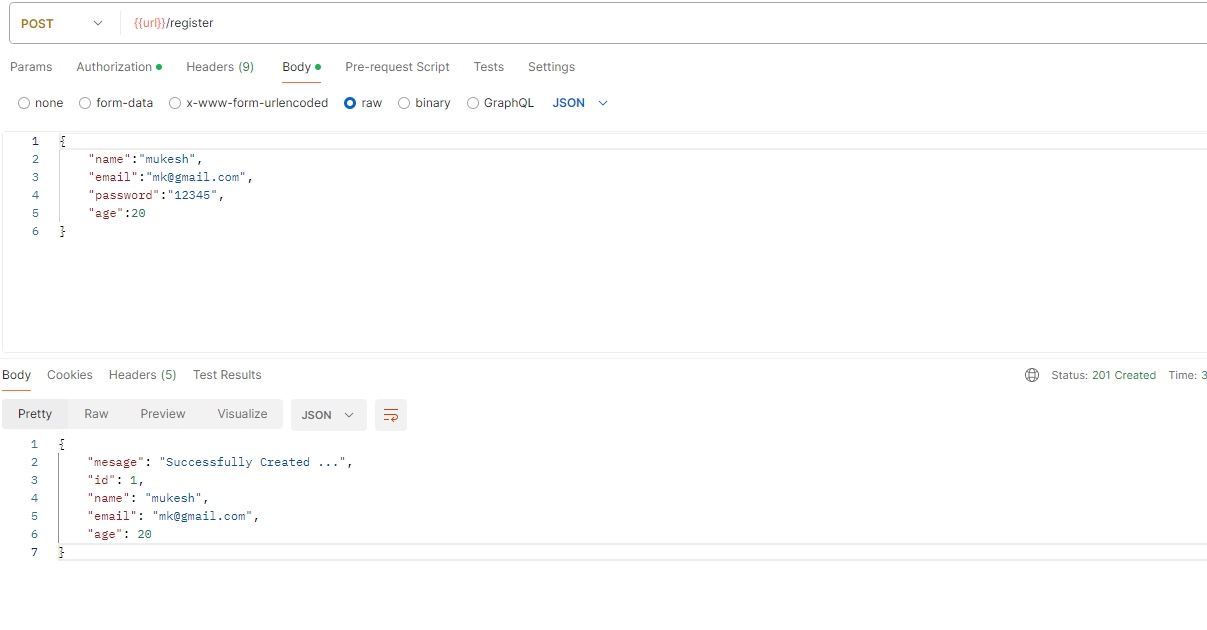 POST {{url}}/register
Params Authorization Headers (9) Body Pre-request Script Tests Settings
none form-data x-www-form-urlencoded raw binary GraphQL JSON
1 {
2 "name":"mukesh",
3 "email":"mk@gmail.com",
4 "password":"12345",
5 "age":20
6 }
Body Cookies Headers (5) Test Results Status: 201 Created Time: 3
Pretty Raw Preview Visualize JSON
1 {
2 "mesage": "Successfully Created ...",
3 "id": 1,
4 "name": "mukesh",
5 "email": "mk@gmail.com",
6 "age": 20
7 }